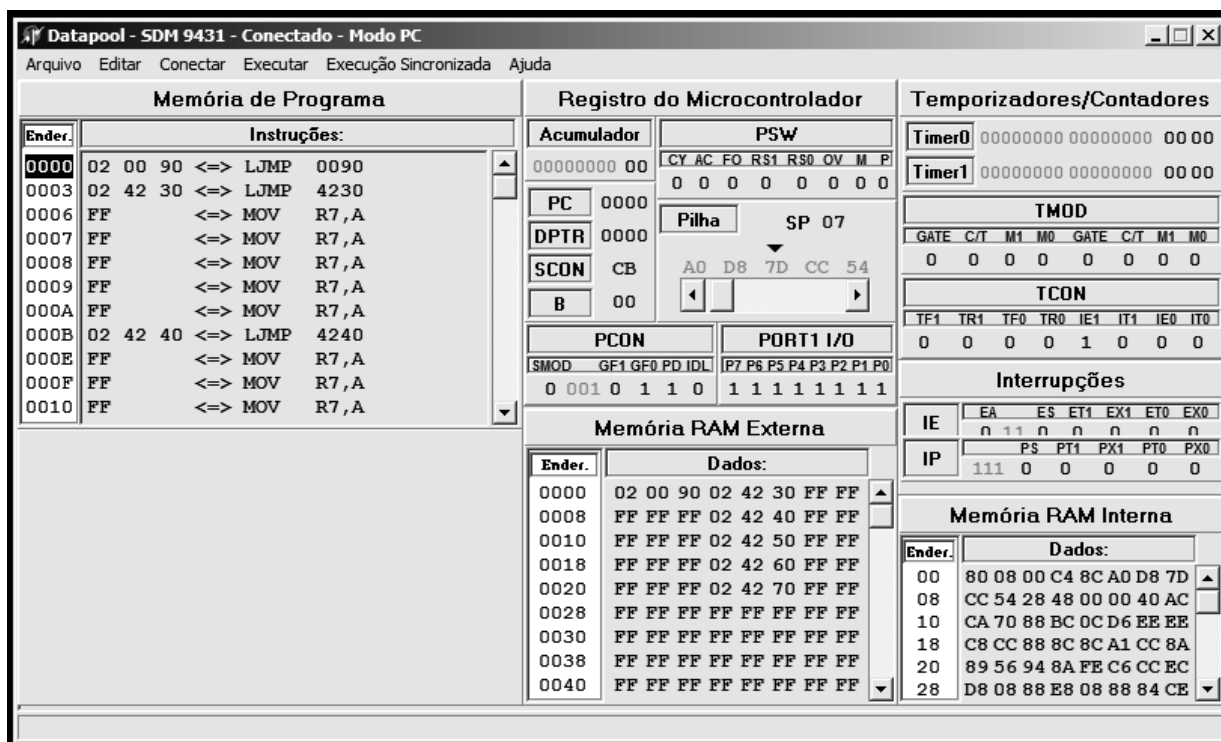 Datapool - SDM 9431 - Conectado - Modo PC
Arquivo Editar Conectar Executar Execução Sincronizada Ajuda
Memória de Programa
Ender. Instruções:
0000 02 00 90 <=> LJMP 0090
0003 02 42 30 <=> LJMP 4230
0006 FF <=> MOV R7,A
0007 FF <=> MOV R7,A
0008 FF <=> MOV R7,A
0009 FF <=> MOV R7,A
000A FF <=> MOV R7,A
000B 02 42 40 <=> LJMP 4240
000E FF <=> MOV R7,A
000F FF <=> MOV R7,A
0010 FF <=> MOV R7,A
Registro do Microcontrolador
Acumulador
00000000 00
PSW
CY AC FO RS1 RS0 OV M P
0 0 0 0 0 0 0 0
PC 0000
DPTR 0000
SCON CB
B 00
Pilha SP 07
A0 D8 7D CC 54
PCON
SMOD GF1 GF0 PD IDL
0 001 0 1 1 0
PORT1 I/O
P7 P6 P5 P4 P3 P2 P1 P0
1 1 1 1 1 1 1 1
Memória RAM Externa
Ender. Dados:
0000 02 00 90 02 42 30 FF FF
0008 FF FF FF 02 42 40 FF FF
0010 FF FF FF 02 42 50 FF FF
0018 FF FF FF 02 42 60 FF FF
0020 FF FF FF 02 42 70 FF FF
0028 FF FF FF FF FF FF FF FF
0030 FF FF FF FF FF FF FF FF
0038 FF FF FF FF FF FF FF FF
0040 FF FF FF FF FF FF FF FF
Temporizadores/Contadores
Timer0 00000000 00000000 00 00
Timer1 00000000 00000000 00 00
TMOD
GATE C/T M1 M0 GATE C/T M1 M0
0 0 0 0 0 0 0 0
TCON
TF1 TR1 TF0 TR0 IE1 IT1 IE0 IT0
0 0 0 0 1 0 0 0
Interrupções
IE EA ES ET1 EX1 ET0 EX0
0 11 0 0 0 0 0
IP PS PT1 PX1 PT0 PX0
111 0 0 0 0 0
Memória RAM Interna
Ender. Dados:
00 80 08 00 C4 8C A0 D8 7D
08 CC 54 28 48 00 00 40 AC
10 CA 70 88 BC 0C D6 EE EE
18 C8 CC 88 8C 8C A1 CC 8A
20 89 56 94 8A FE C6 CC EC
28 D8 08 88 E8 08 88 84 CE